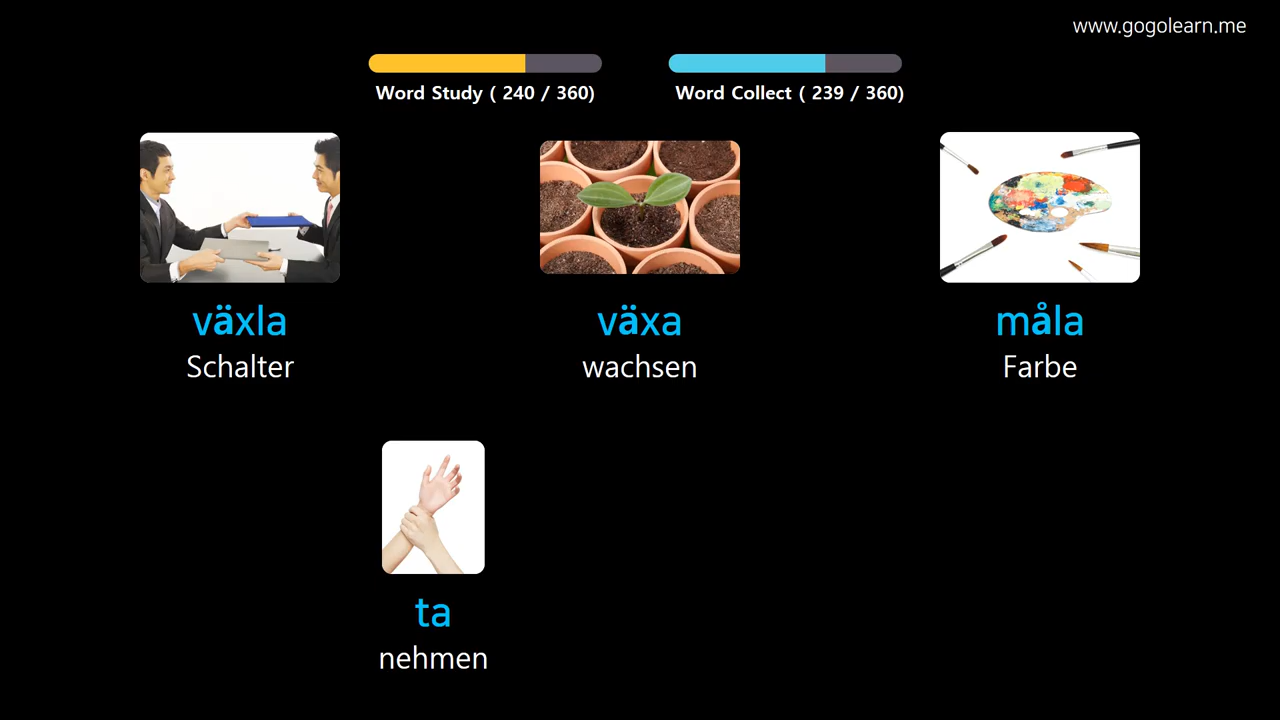 www.gogolearn.me
Word Study ( 240 / 360)
Word Collect ( 239 / 360)
växla
Schalter
växa
wachsen
måla
Farbe
ta
nehmen